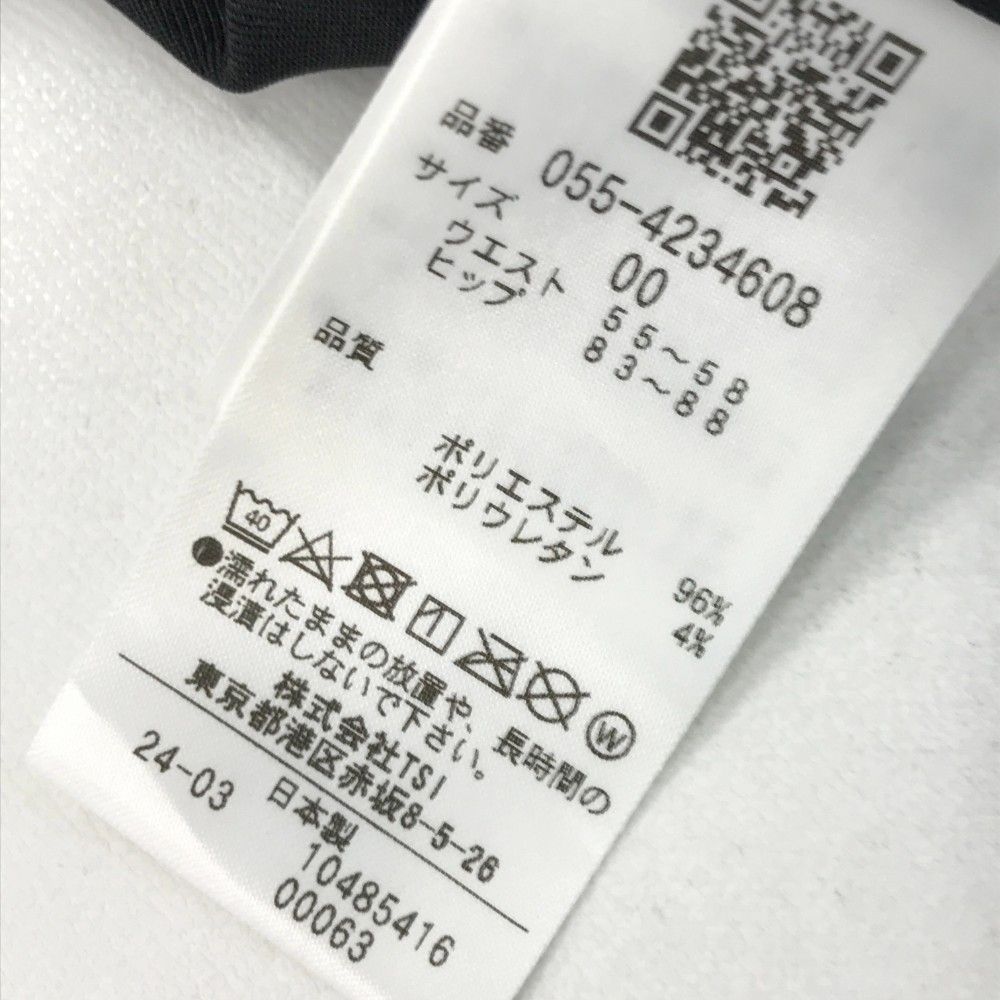 品番 055-4234608
サイズ 00
ウエスト 55～58
ヒップ 83～88
品質
ポリエステル 96%
ポリウレタン 4%
40
W
濡れたままの放置や、長時間の
浸漬はしないで下さい。
株式会社TSI
東京都港区赤坂8-5-26
24-03 日本製
10485416
00063